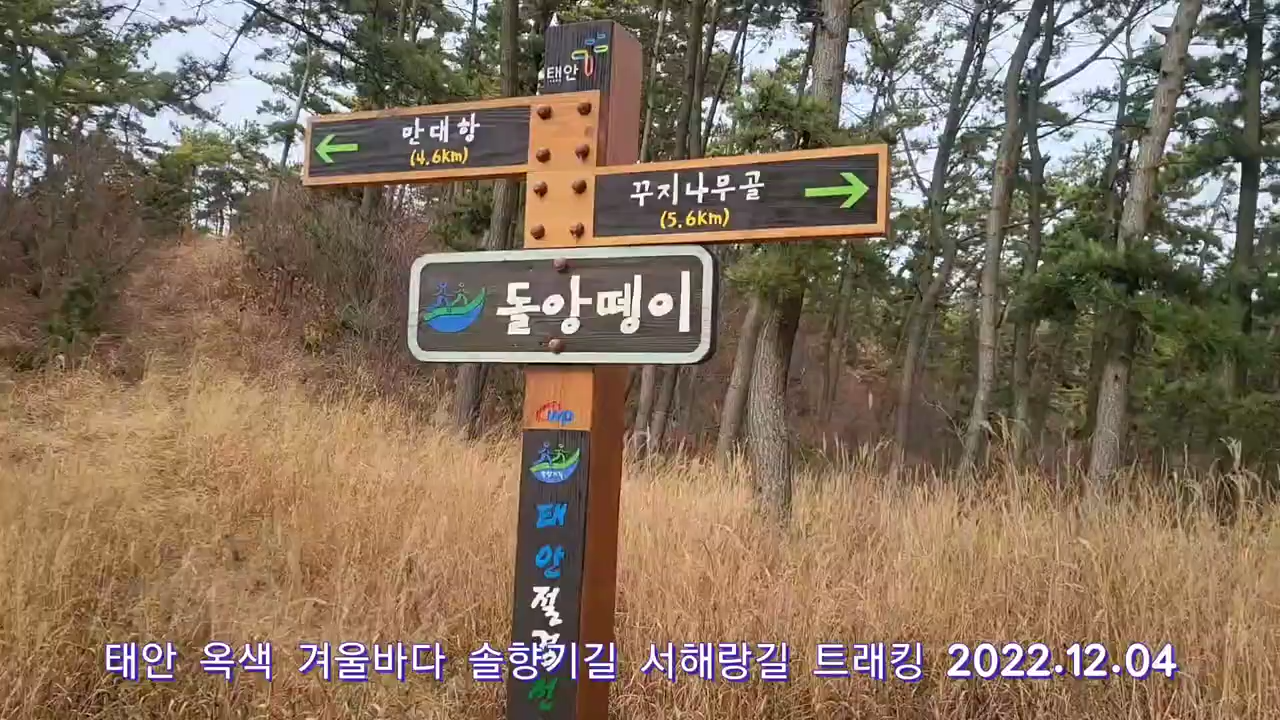 태안
만대항
(4.6km)
꾸지나무골
(5.6km)
돌앙뗑이
태
안
절
경
태안 옥색 겨울바다 솔향기길 서해랑길 트래킹 2022.12.04